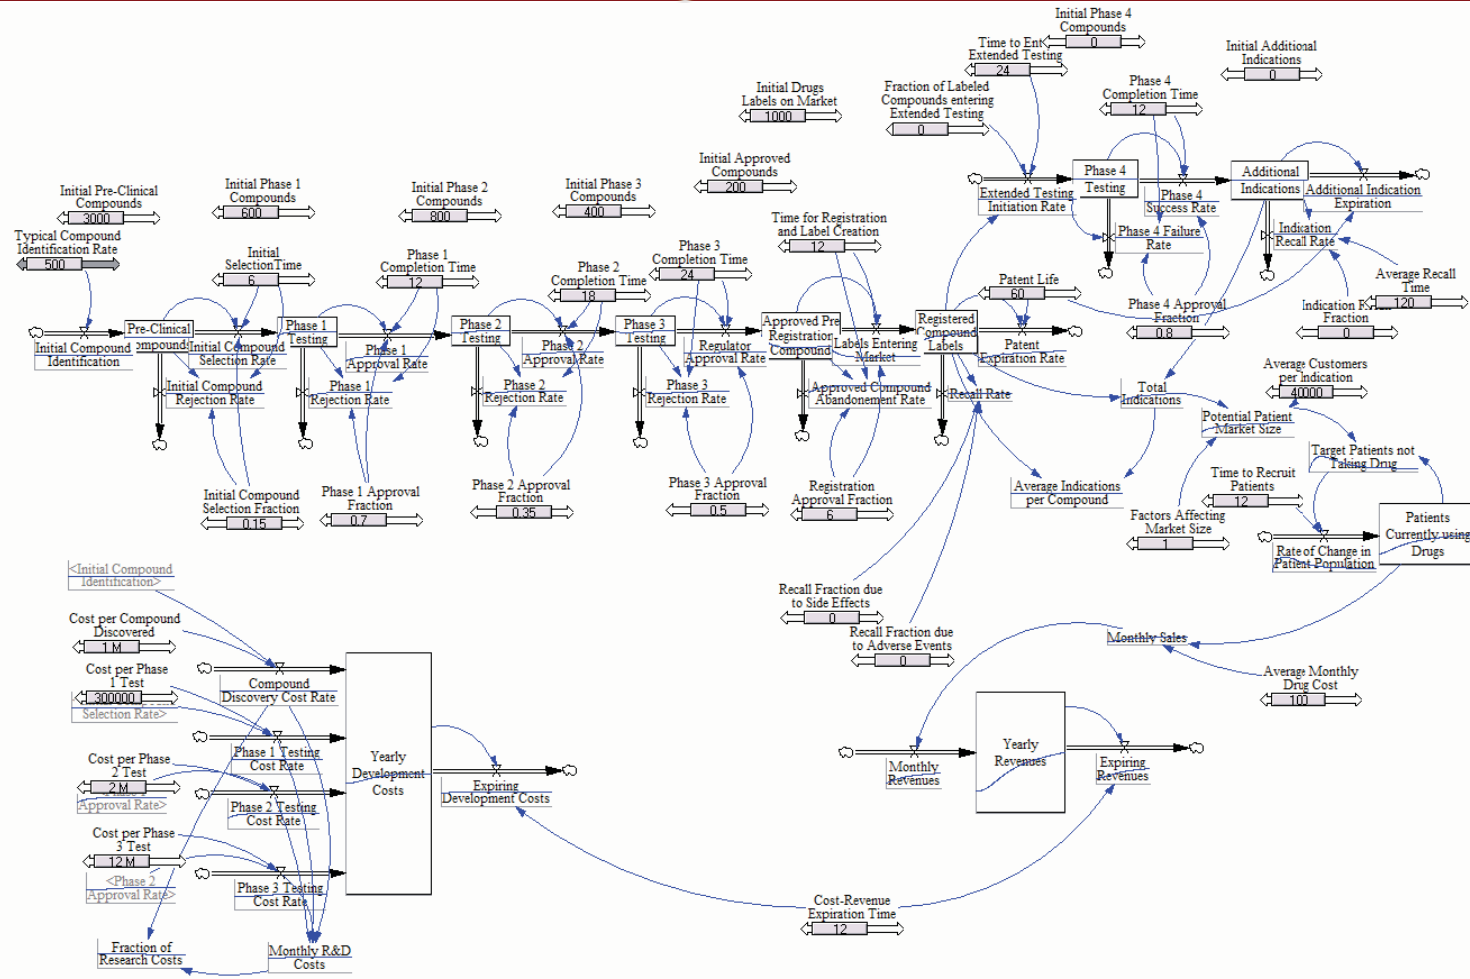 Initial Phase 4
Compounds
0
Time to Ent
Extended Testing
24
Initial Additional
Indications
0
Initial Drugs
Labels on Market
1000
Fraction of Labeled
Compounds entering
Extended Testing
0
Phase 4
Completion Time
12
Initial Pre-Clinical
Compounds
3000
Initial Phase 1
Compounds
600
Initial Phase 2
Compounds
800
Initial Phase 3
Compounds
400
Initial Approved
Compounds
200
Extended Testing
Initiation Rate
Phase 4
Testing
Phase 4
Success Rate
Additional
Indications
Additional Indication
Expiration
Phase 4 Failure
Rate
Indication
Recall Rate
Typical Compound
Identification Rate
500
Initial
SelectionTime
6
Phase 1
Completion Time
12
Phase 2
Completion Time
18
Phase 3
Completion Time
24
Time for Registration
and Label Creation
12
Patent Life
60
Phase 4 Approval
Fraction
0.8
Indication
Fraction
0
Average Recall
Time
120
Initial Compound
Identification
Pre-Clinical
ompounds
Initial Compound
Selection Rate
Phase 1
Testing
Phase 1
Approval Rate
Phase 2
Testing
Phase 2
Approval Rate
Phase 3
Testing
Regulator
Approval Rate
Approved Pre
Registration
Compound
Labels Entering
Market
Registered
Compound
Labels
Patent
Expiration Rate
Initial Compound
Rejection Rate
Phase 1
Rejection Rate
Phase 2
Rejection Rate
Phase 3
Rejection Rate
Approved Compound
Abandonement Rate
Recall Rate
Total
Indications
Average Customers
per Indication
40000
Potential Patient
Market Size
Target Patients not
Taking Drug
Initial Compound
Selection Fraction
0.15
Phase 1 Approval
Fraction
0.7
Phase 2 Approval
Fraction
0.35
Phase 3 Approval
Fraction
0.5
Registration
Approval Fraction
6
Average Indications
per Compound
Time to Recruit
Patients
12
Factors Affecting
Market Size
1
Rate of Change in
Patient Population
Patients
Currently using
Drugs
<Initial Compound
Identification>
Cost per Compound
Discovered
1 M
Cost per Phase
1 Test
300000
Selection Rate>
Cost per Phase
2 Test
2 M
Approval Rate>
Cost per Phase
3 Test
12 M
<Phase 2
Approval Rate>
Compound
Discovery Cost Rate
Phase 1 Testing
Cost Rate
Phase 2 Testing
Cost Rate
Phase 3 Testing
Cost Rate
Yearly
Development
Costs
Expiring
Development Costs
Recall Fraction due
to Side Effects
0
Recall Fraction due
to Adverse Events
0
Monthly Sales
Average Monthly
Drug Cost
100
Monthly
Revenues
Yearly
Revenues
Expiring
Revenues
Cost-Revenue
Expiration Time
12
Fraction of
Research Costs
Monthly R&D
Costs